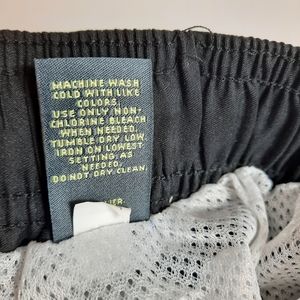 MACHINE WASH
COLD WITH LIKE
COLORS.
USE ONLY NON-
CHLORINE BLEACH
WHEN NEEDED.
TUMBLE DRY LOW.
IRON ON LOWEST
SETTING AS
NEEDED.
DO NOT DRY CLEAN.